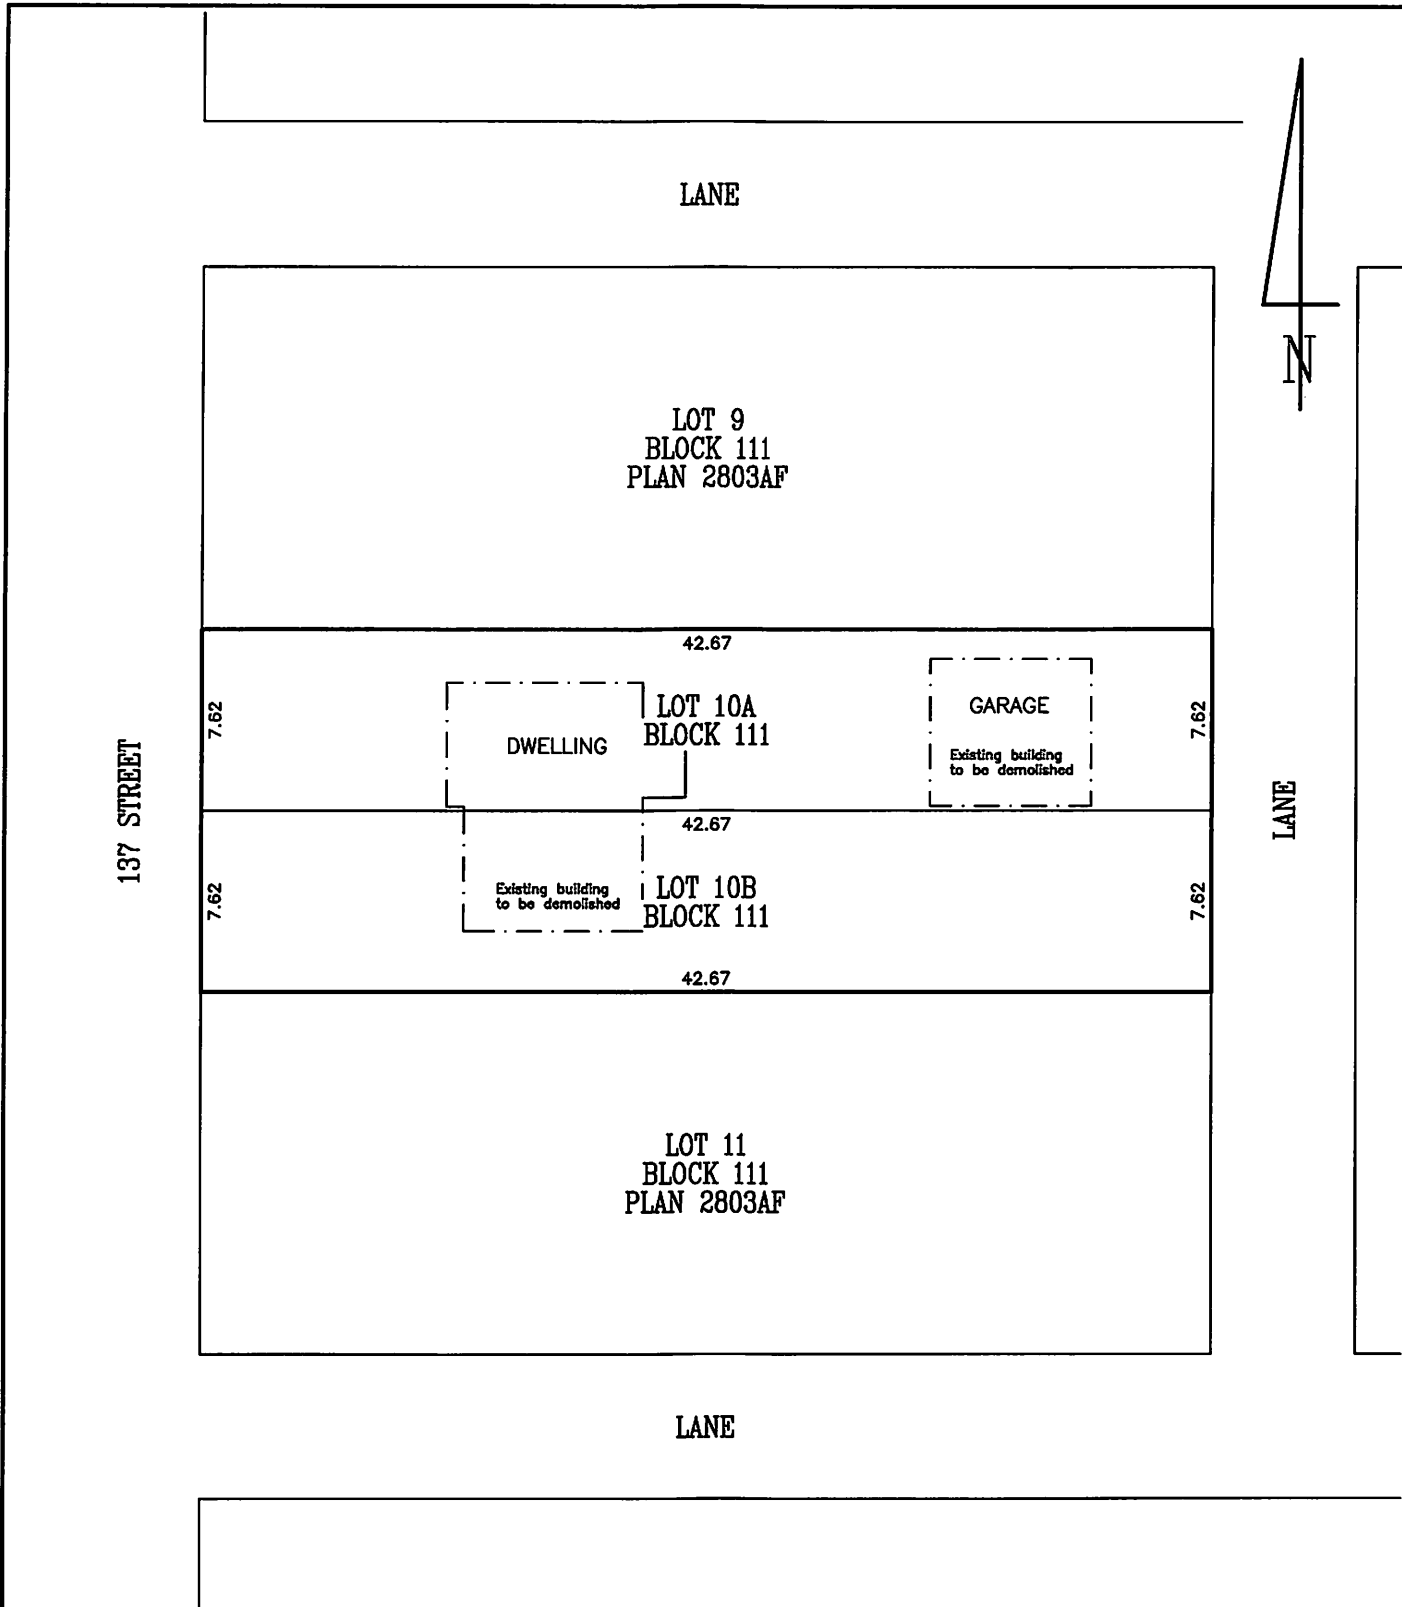 LANE
N
LOT 9
BLOCK 111
PLAN 2803AF
42.67
7.62
LOT 10A
BLOCK 111
DWELLING
GARAGE
Existing building
to be demolished
7.62
137 STREET
LANE
42.67
7.62
Existing building
to be demolished
LOT 10B
BLOCK 111
7.62
42.67
LOT 11
BLOCK 111
PLAN 2803AF
LANE